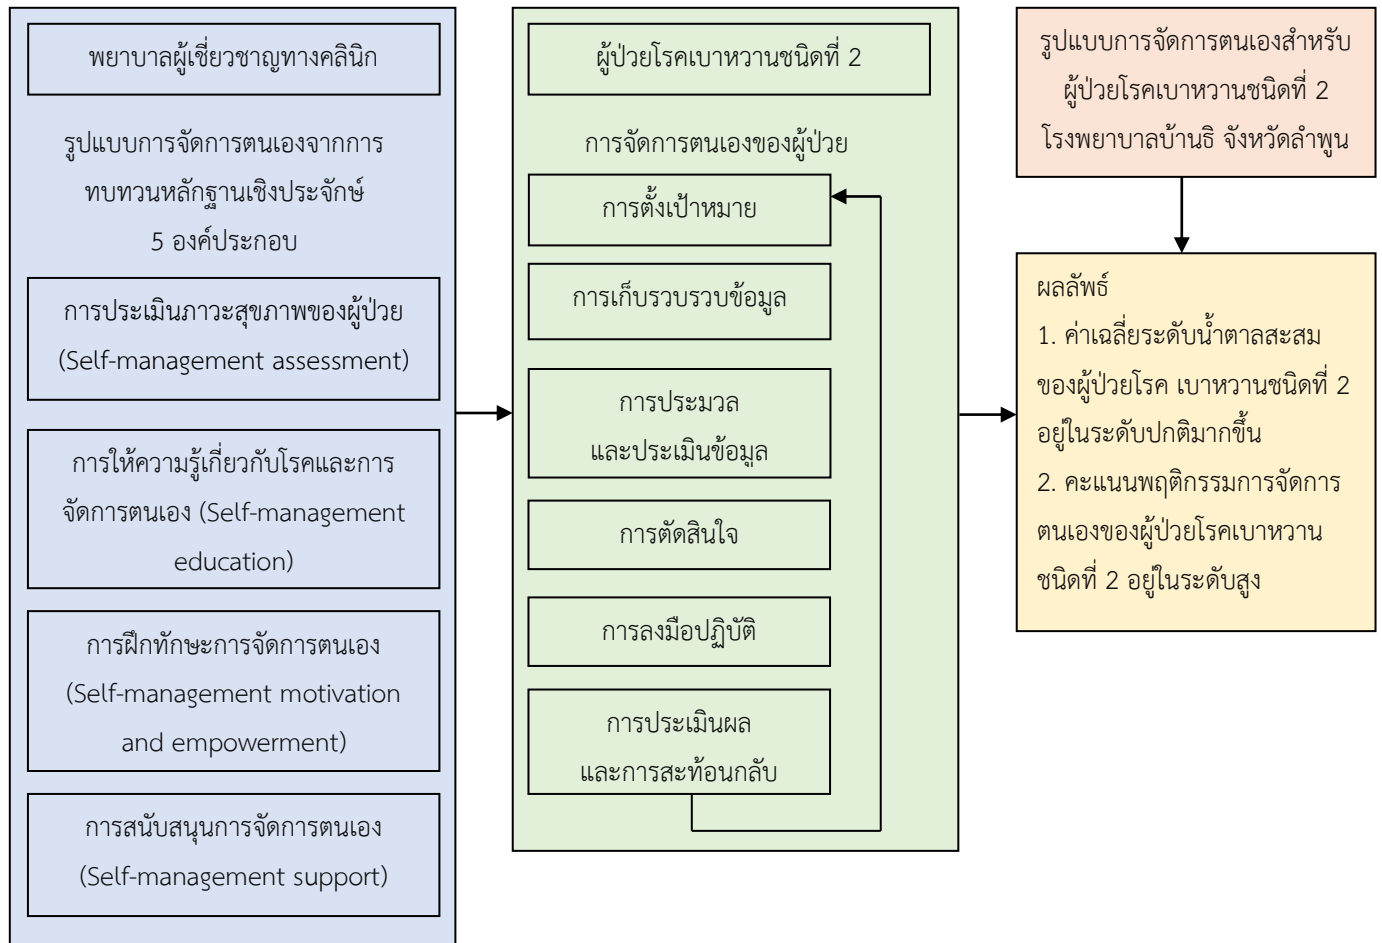 พยาบาลผู้เชี่ยวชาญทางคลินิก
รูปแบบการจัดการตนเองจากการ
ทบทวนหลักฐานเชิงประจักษ์
5 องค์ประกอบ
การประเมินภาวะสุขภาพของผู้ป่วย
(Self-management assessment)
การให้ความรู้เกี่ยวกับโรคและการ
จัดการตนเอง (Self-management
education)
การฝึกทักษะการจัดการตนเอง
(Self-management motivation
and empowerment)
การสนับสนุนการจัดการตนเอง
(Self-management support)
ผู้ป่วยโรคเบาหวานชนิดที่ 2
การจัดการตนเองของผู้ป่วย
การตั้งเป้าหมาย
การเก็บรวบรวบข้อมูล
การประมวล
และประเมินข้อมูล
การตัดสินใจ
การลงมือปฏิบัติ
การประเมินผล
และการสะท้อนกลับ
รูปแบบการจัดการตนเองสำหรับ
ผู้ป่วยโรคเบาหวานชนิดที่ 2
โรงพยาบาลบ้านธิ จังหวัดลำพูน
ผลลัพธ์
1. ค่าเฉลี่ยระดับน้ำตาลสะสม
ของผู้ป่วยโรค เบาหวานชนิดที่ 2
อยู่ในระดับปกติมากขึ้น
2. คะแนนพฤติกรรมการจัดการ
ตนเองของผู้ป่วยโรคเบาหวาน
ชนิดที่ 2 อยู่ในระดับสูง